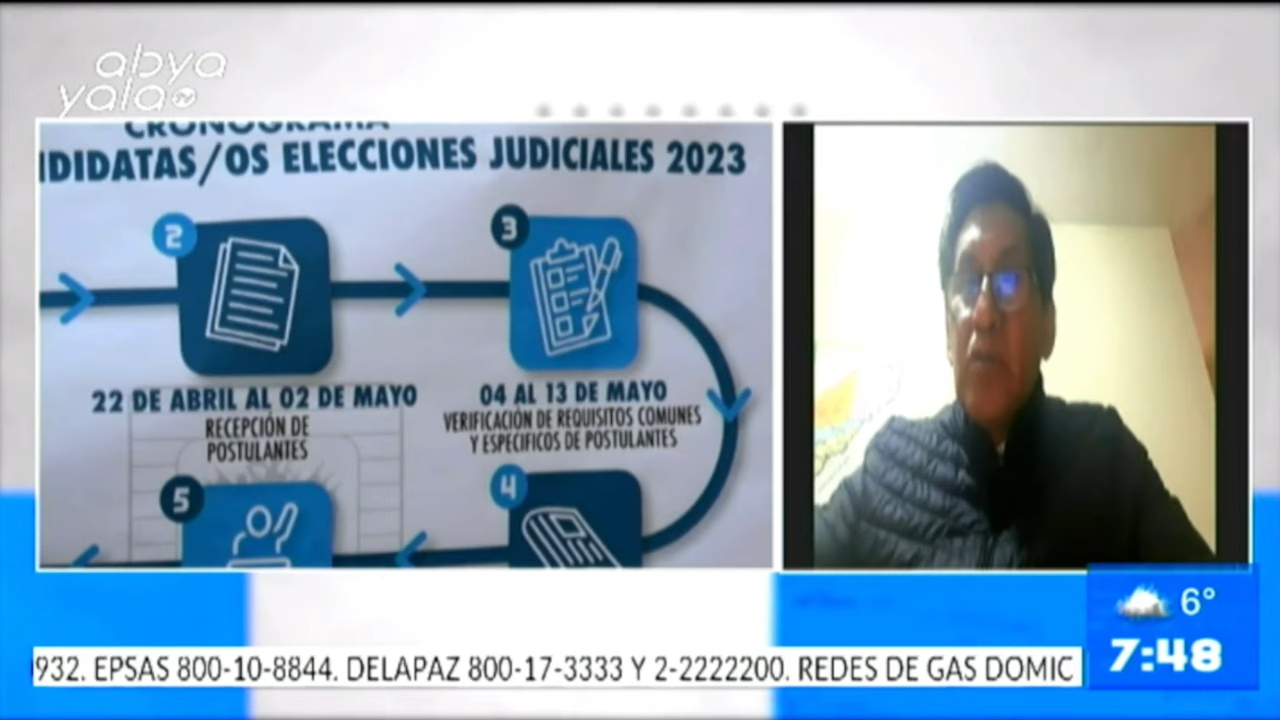 abya
yala tv
CRONOGRAMA
DIDATAS/OS ELECCIONES JUDICIALES 2023
2
3
22 DE ABRIL AL 02 DE MAYO
RECEPCIÓN DE
POSTULANTES
04 AL 13 DE MAYO
VERIFICACIÓN DE REQUISITOS COMUNES
Y ESPECIFICOS DE POSTULANTES
5
4
6°
7:48
932. EPSAS 800-10-8844. DELAPAZ 800-17-3333 Y 2-2222200. REDES DE GAS DOMIC